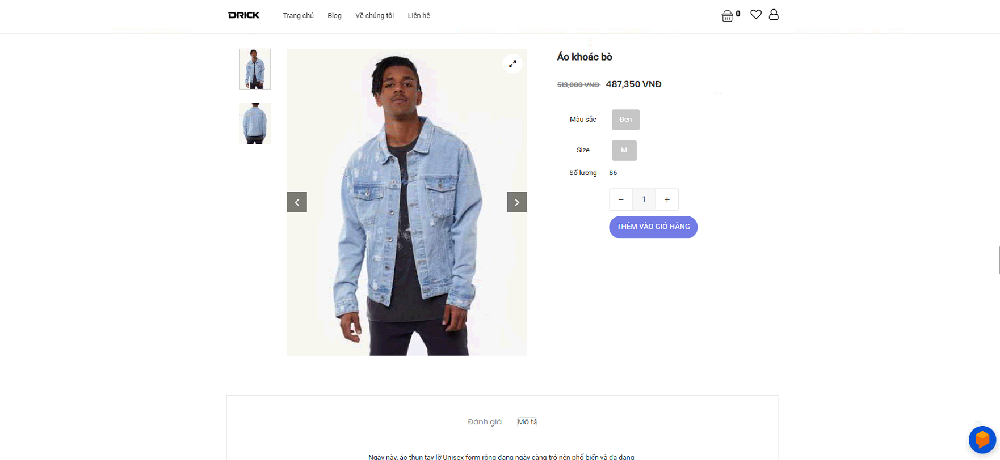 DRICK
Trang chủ Blog Về chúng tôi Liên hệ
0
Áo khoác bò
513,000 VNĐ 487,350 VNĐ
Màu sắc Đen
Size M
Số lượng 86
− 1 +
THÊM VÀO GIỎ HÀNG
Đánh giá Mô tả
Ngày này, áo thun tay lỡ Unisex form rộng đang ngày càng trở nên phổ biến và đa dạng